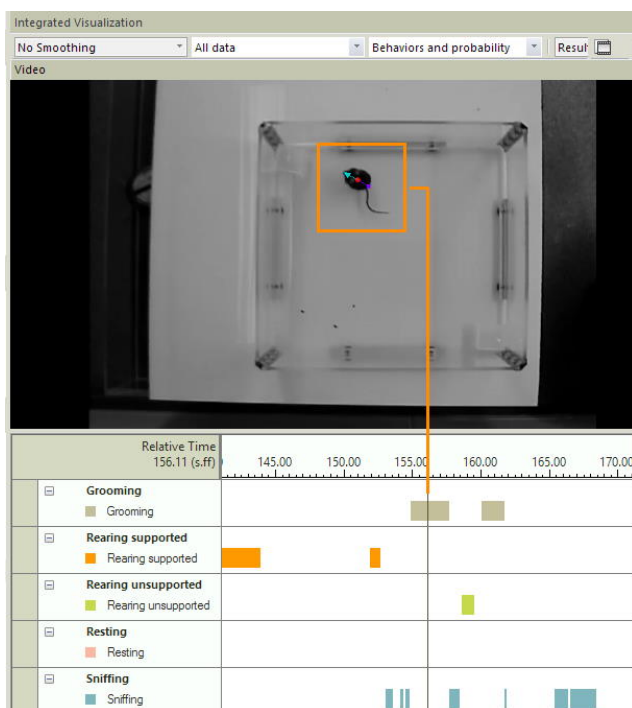 Integrated Visualization
No Smoothing All data Behaviors and probability Resul
Video
Relative Time
156.11 (s.ff)
145.00 150.00 155.00 160.00 165.00 170.00
Grooming
Grooming
Rearing supported
Rearing supported
Rearing unsupported
Rearing unsupported
Resting
Resting
Sniffing
Sniffing